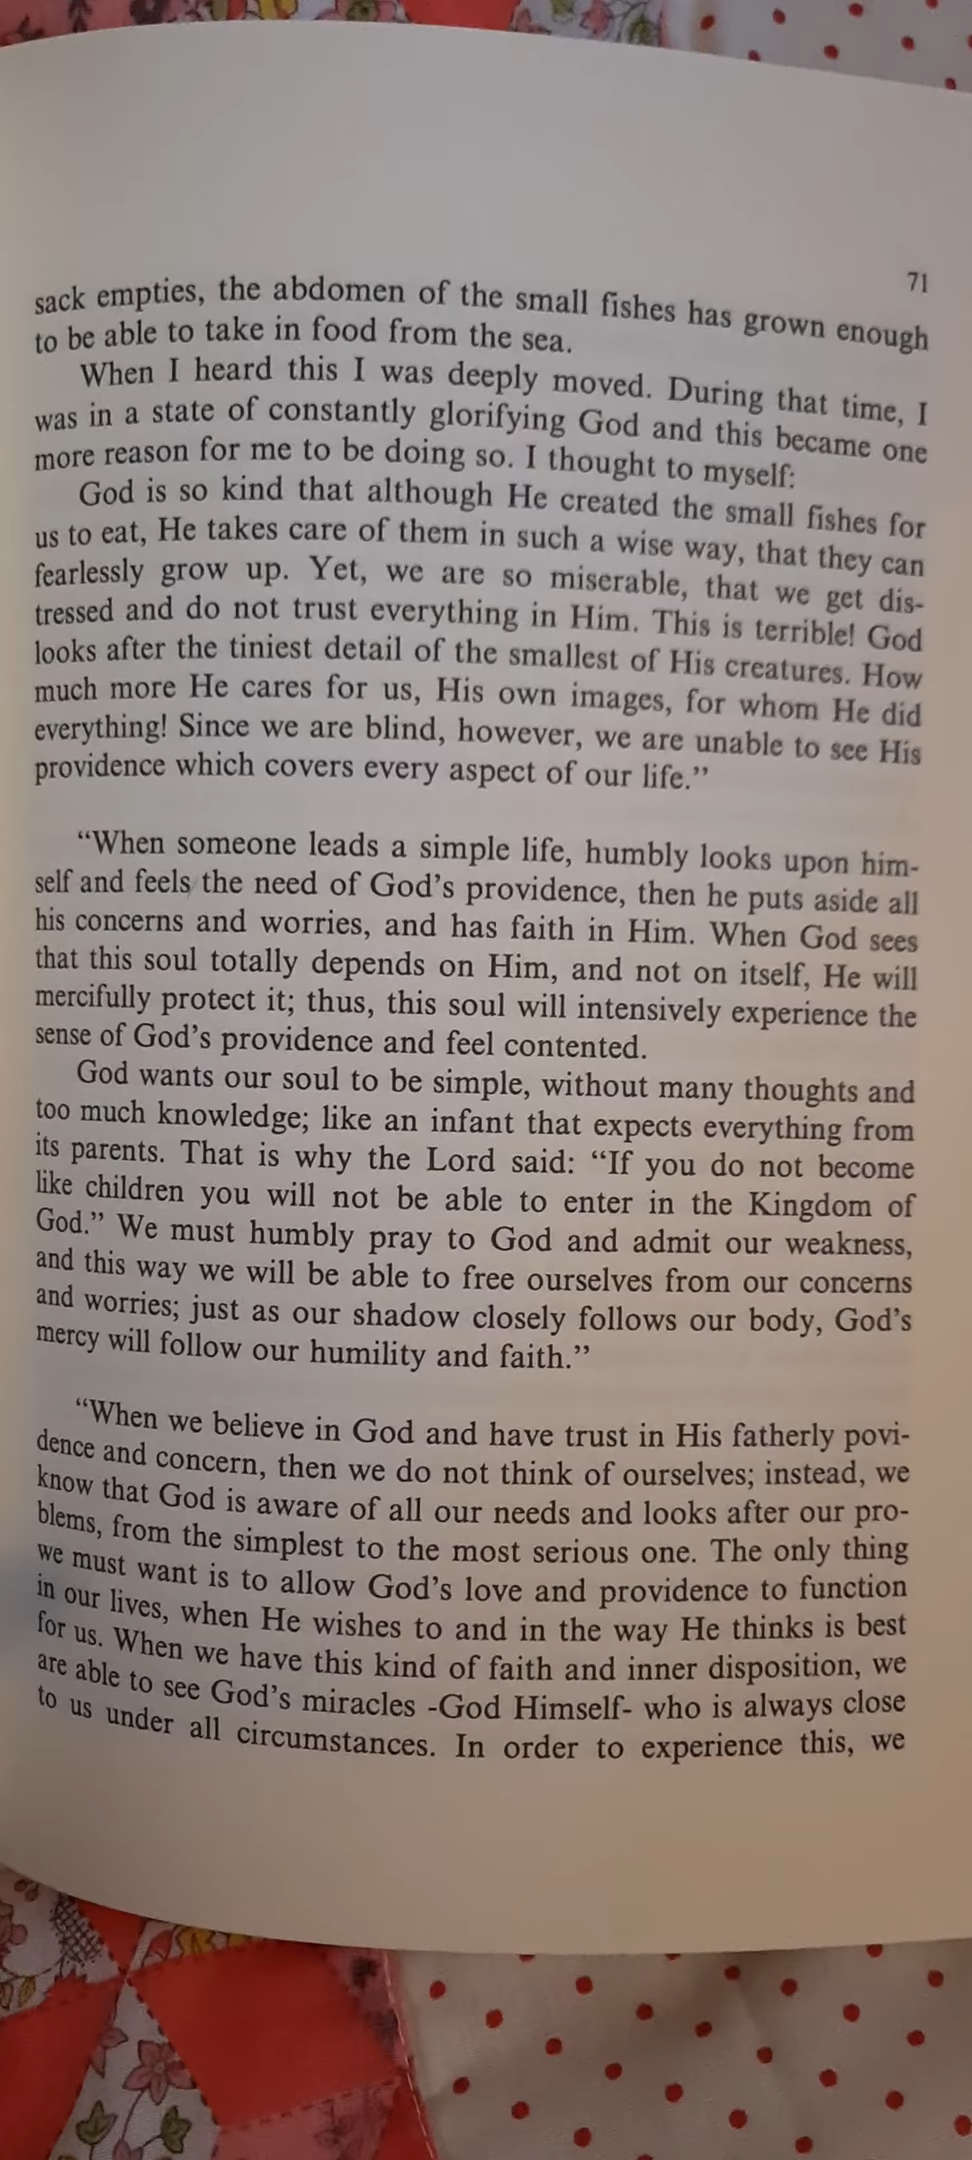 71
sack empties, the abdomen of the small fishes has grown enough
to be able to take in food from the sea.
When I heard this I was deeply moved. During that time, I
was in a state of constantly glorifying God and this became one
more reason for me to be doing so. I thought to myself:
God is so kind that although He created the small fishes for
us to eat, He takes care of them in such a wise way, that they can
fearlessly grow up. Yet, we are so miserable, that we get dis-
tressed and do not trust everything in Him. This is terrible! God
looks after the tiniest detail of the smallest of His creatures. How
much more He cares for us, His own images, for whom He did
everything! Since we are blind, however, we are unable to see His
providence which covers every aspect of our life.”
“When someone leads a simple life, humbly looks upon him-
self and feels the need of God’s providence, then he puts aside all
his concerns and worries, and has faith in Him. When God sees
that this soul totally depends on Him, and not on itself, He will
mercifully protect it; thus, this soul will intensively experience the
sense of God’s providence and feel contented.
God wants our soul to be simple, without many thoughts and
too much knowledge; like an infant that expects everything from
its parents. That is why the Lord said: “If you do not become
like children you will not be able to enter in the Kingdom of
God.” We must humbly pray to God and admit our weakness,
and this way we will be able to free ourselves from our concerns
and worries; just as our shadow closely follows our body, God’s
mercy will follow our humility and faith.”
“When we believe in God and have trust in His fatherly povi-
dence and concern, then we do not think of ourselves; instead, we
know that God is aware of all our needs and looks after our pro-
blems, from the simplest to the most serious one. The only thing
we must want is to allow God’s love and providence to function
in our lives, when He wishes to and in the way He thinks is best
for us. When we have this kind of faith and inner disposition, we
are able to see God’s miracles -God Himself- who is always close
to us under all circumstances. In order to experience this, we